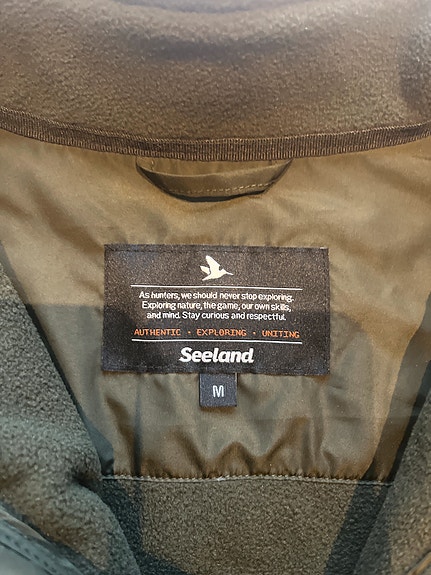 As hunters, we should never stop exploring.
Exploring nature, the game, our own skills,
and mind. Stay curious and respectful.
AUTHENTIC · EXPLORING · UNITING
Seeland
M